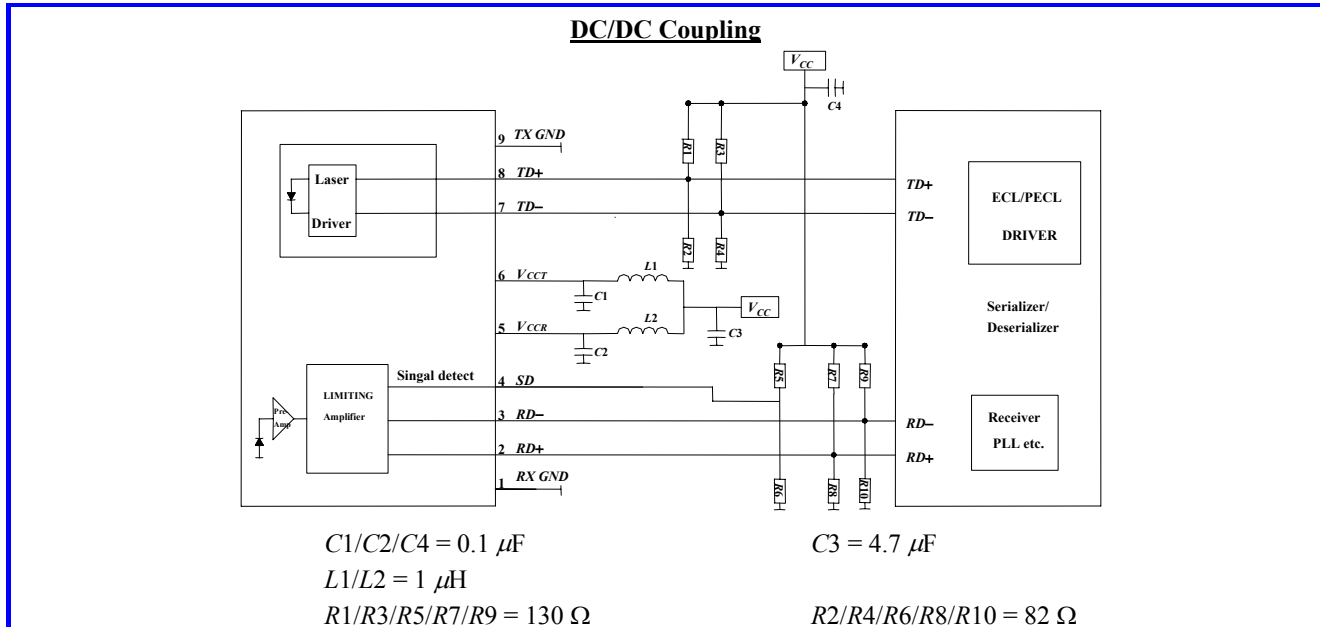 DC/DC Coupling
VCC
C4
9 TX GND
R1
R3
Laser
Driver
8 TD+
TD+
7 TD−
TD−
ECL/PECL
DRIVER
R2
R4
6 VCCT
L1
C1
VCC
5 VCCR
L2
C2
C3
Serializer/
Deserializer
Singal detect
4 SD
R5
R7
R9
LIMITING
Amplifier
Pre-
Amp
3 RD−
RD−
2 RD+
RD+
Receiver
PLL etc.
1 RX GND
R6
R8
R10
C1/C2/C4 = 0.1 μF
C3 = 4.7 μF
L1/L2 = 1 μH
R1/R3/R5/R7/R9 = 130 Ω
R2/R4/R6/R8/R10 = 82 Ω